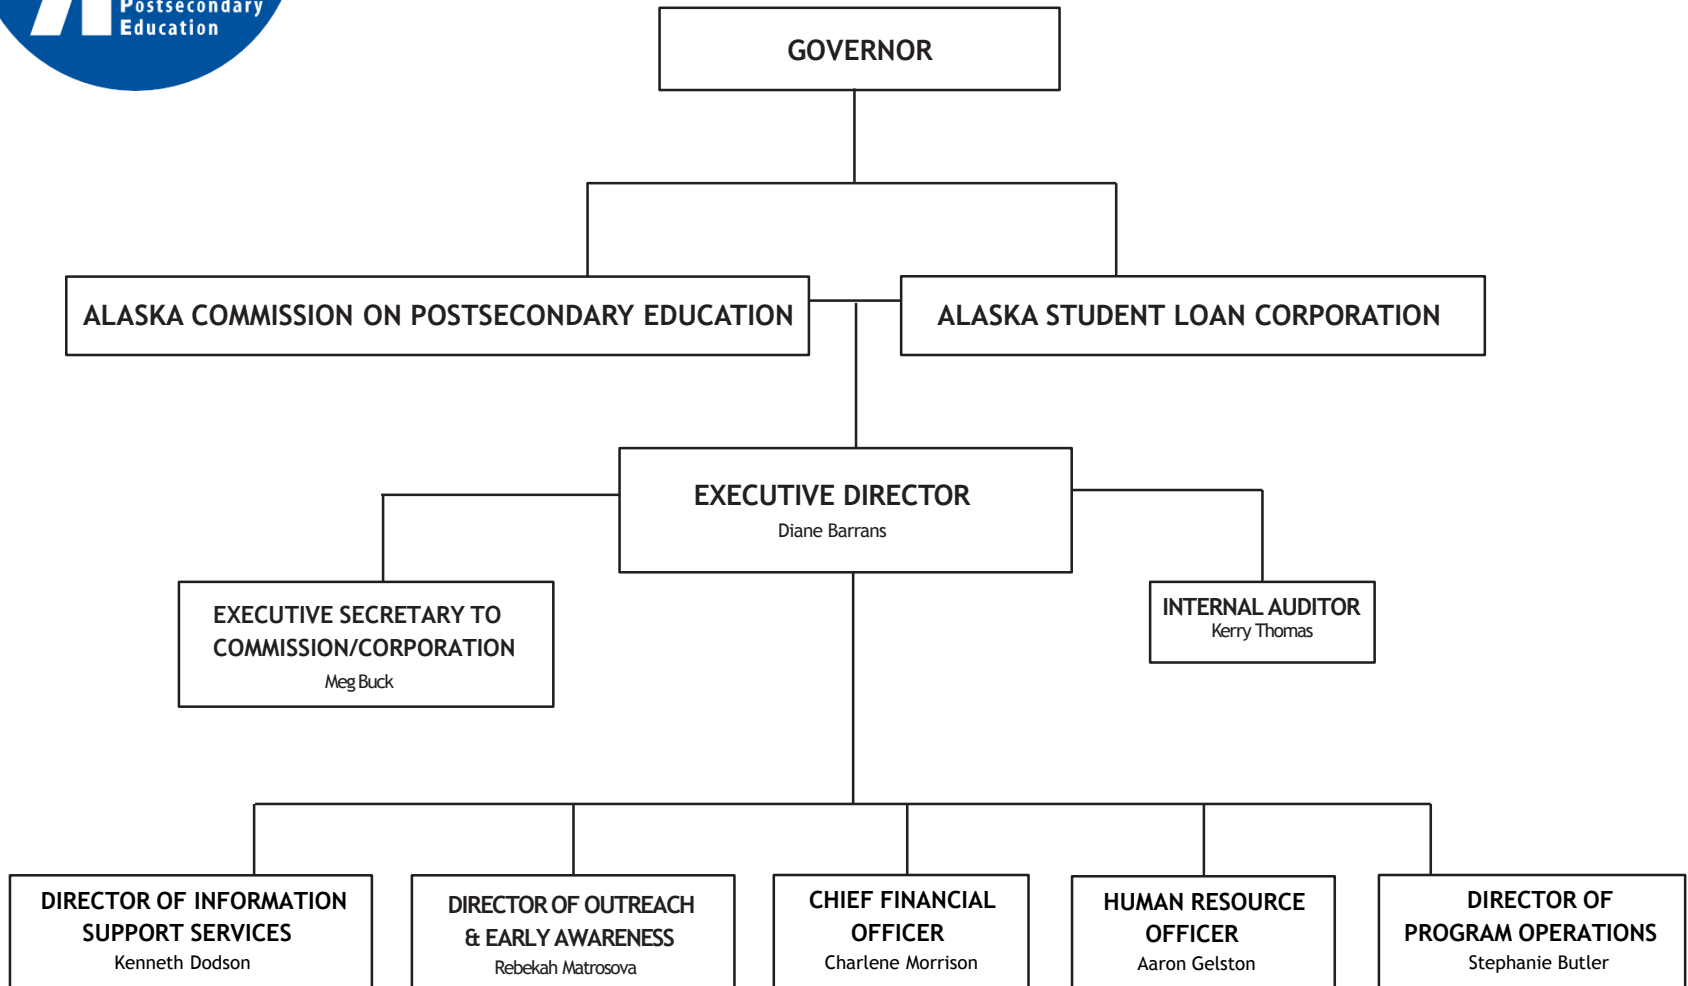 Postsecondary
Education
GOVERNOR
ALASKA COMMISSION ON POSTSECONDARY EDUCATION
ALASKA STUDENT LOAN CORPORATION
EXECUTIVE DIRECTOR
Diane Barrans
EXECUTIVE SECRETARY TO
COMMISSION/CORPORATION
Meg Buck
INTERNAL AUDITOR
Kerry Thomas
DIRECTOR OF INFORMATION
SUPPORT SERVICES
Kenneth Dodson
DIRECTOR OF OUTREACH
& EARLY AWARENESS
Rebekah Matrosova
CHIEF FINANCIAL
OFFICER
Charlene Morrison
HUMAN RESOURCE
OFFICER
Aaron Gelston
DIRECTOR OF
PROGRAM OPERATIONS
Stephanie Butler